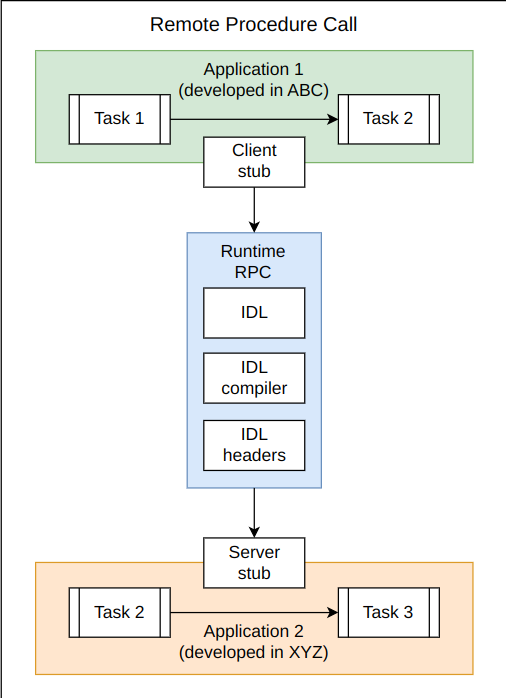 Remote Procedure Call
Application 1
(developed in ABC)
Task 1
Task 2
Client
stub
Runtime
RPC
IDL
IDL
compiler
IDL
headers
Server
stub
Task 2
Task 3
Application 2
(developed in XYZ)